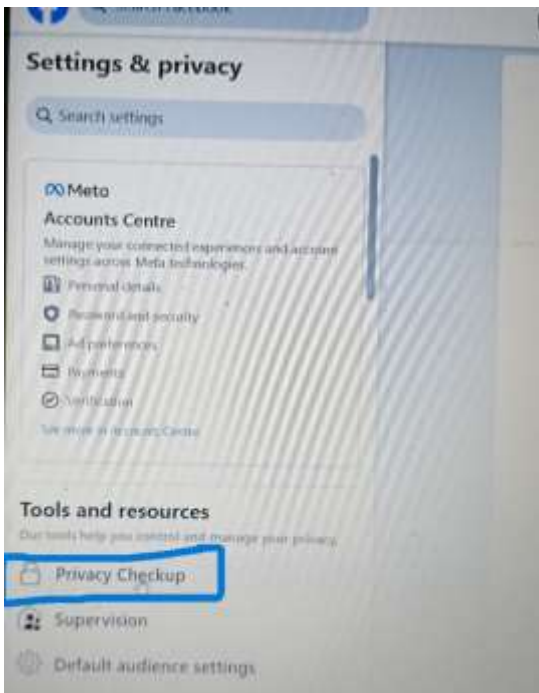 Search Facebook
Settings & privacy
Search settings
Meta
Accounts Centre
Manage your connected experiences and account
settings across Meta technologies.
Personal details
Password and security
Ad preferences
Payments
Verification
See more in Accounts Centre
Tools and resources
Our tools help you control and manage your privacy.
Privacy Checkup
Supervision
Default audience settings